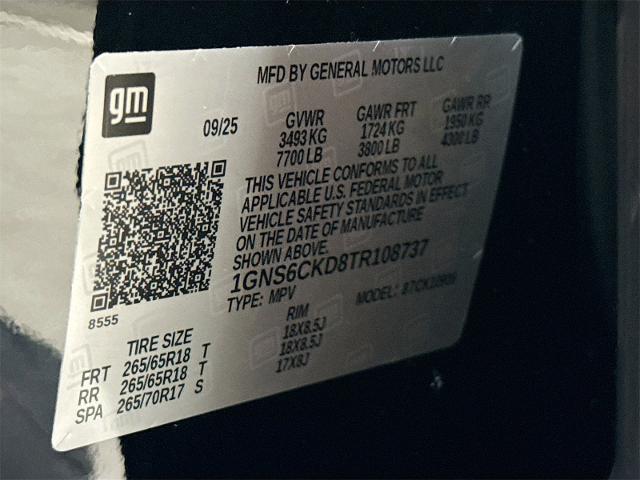 gm
MFD BY GENERAL MOTORS LLC
09/25
GVWR GAWR FRT GAWR RR
3493 KG 1724 KG 1950 KG
7700 LB 3800 LB 4300 LB
THIS VEHICLE CONFORMS TO ALL
APPLICABLE U.S. FEDERAL MOTOR
VEHICLE SAFETY STANDARDS IN EFFECT
ON THE DATE OF MANUFACTURE
SHOWN ABOVE.
1GNS6CKD8TR108737
TYPE: MPV MODEL:
8555
TIRE SIZE RIM
FRT 265/65R18 T 18X8.5J
RR 265/65R18 T 18X8.5J
SPA 265/70R17 S 17X8J